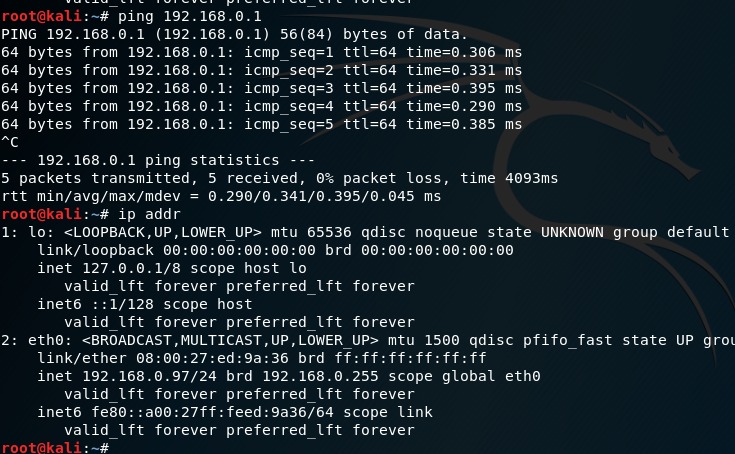 valid_lft forever preferred_lft forever
root@kali:~# ping 192.168.0.1
PING 192.168.0.1 (192.168.0.1) 56(84) bytes of data.
64 bytes from 192.168.0.1: icmp_seq=1 ttl=64 time=0.306 ms
64 bytes from 192.168.0.1: icmp_seq=2 ttl=64 time=0.331 ms
64 bytes from 192.168.0.1: icmp_seq=3 ttl=64 time=0.395 ms
64 bytes from 192.168.0.1: icmp_seq=4 ttl=64 time=0.290 ms
64 bytes from 192.168.0.1: icmp_seq=5 ttl=64 time=0.385 ms
^C
--- 192.168.0.1 ping statistics ---
5 packets transmitted, 5 received, 0% packet loss, time 4093ms
rtt min/avg/max/mdev = 0.290/0.341/0.395/0.045 ms
root@kali:~# ip addr
1: lo: <LOOPBACK,UP,LOWER_UP> mtu 65536 qdisc noqueue state UNKNOWN group default
link/loopback 00:00:00:00:00:00 brd 00:00:00:00:00:00
inet 127.0.0.1/8 scope host lo
valid_lft forever preferred_lft forever
inet6 ::1/128 scope host
valid_lft forever preferred_lft forever
2: eth0: <BROADCAST,MULTICAST,UP,LOWER_UP> mtu 1500 qdisc pfifo_fast state UP grou
link/ether 08:00:27:ed:9a:36 brd ff:ff:ff:ff:ff:ff
inet 192.168.0.97/24 brd 192.168.0.255 scope global eth0
valid_lft forever preferred_lft forever
inet6 fe80::a00:27ff:feed:9a36/64 scope link
valid_lft forever preferred_lft forever
root@kali:~#